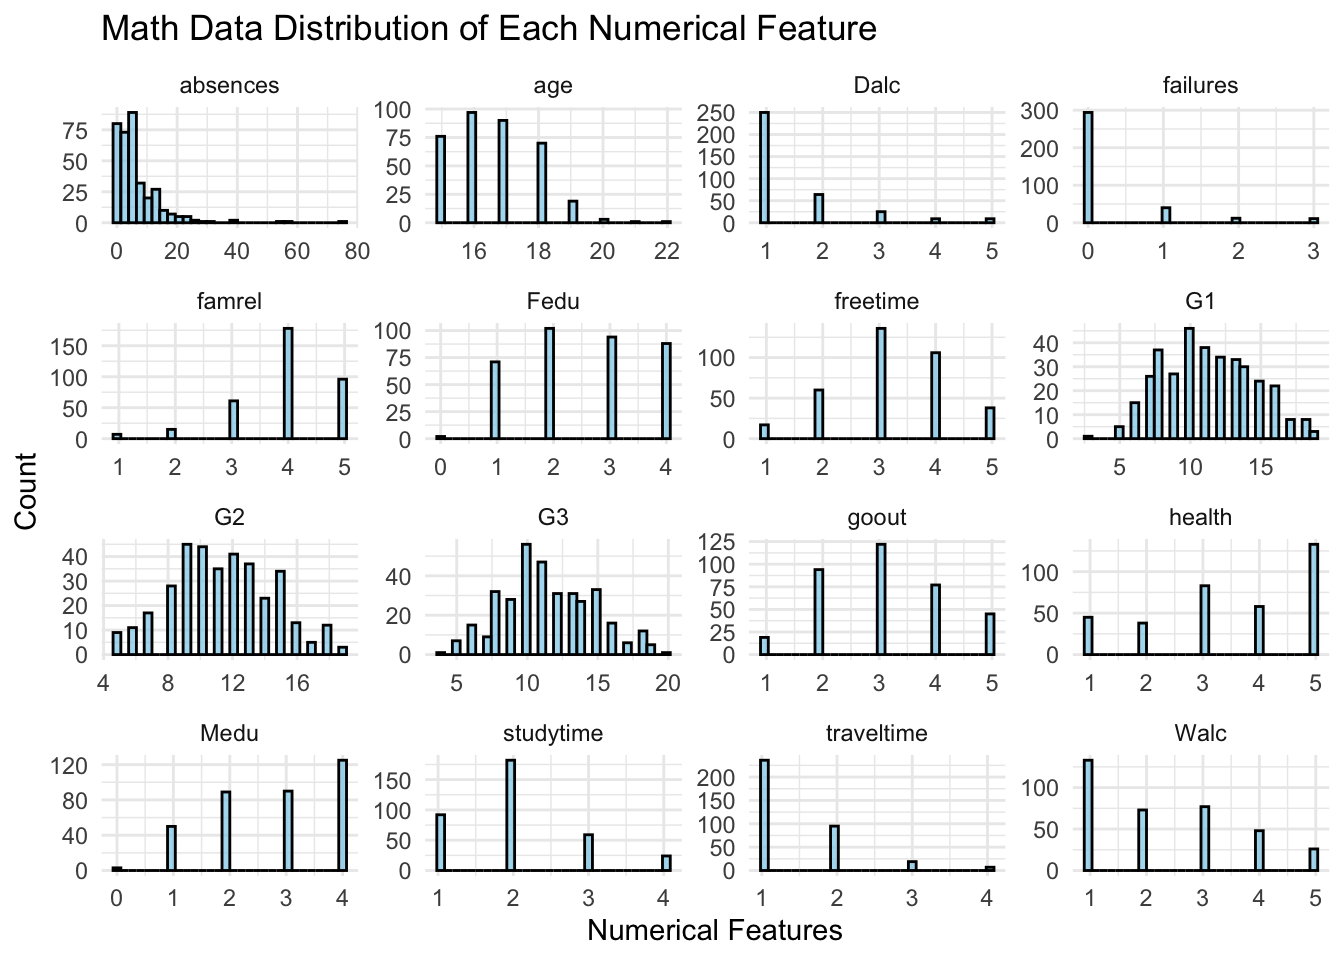 Math Data Distribution of Each Numerical Feature
absences age Dalc failures
75
50
25
0
0 20 40 60 80
100
75
50
25
0
16 18 20 22
250
200
150
100
50
0
1 2 3 4 5
300
200
100
0
0 1 2 3
famrel Fedu freetime G1
150
100
50
0
1 2 3 4 5
100
75
50
25
0
0 1 2 3 4
100
0
1 2 3 4 5
40
30
20
10
0
5 10 15
Count
G2 G3 goout health
40
30
20
10
0
4 8 12 16
40
20
0
5 10 15 20
125
100
75
50
25
0
1 2 3 4 5
100
50
0
1 2 3 4 5
Medu studytime traveltime Walc
120
80
40
0
0 1 2 3 4
150
100
50
0
1 2 3 4
200
150
100
50
0
1 2 3 4
100
50
0
1 2 3 4 5
Numerical Features